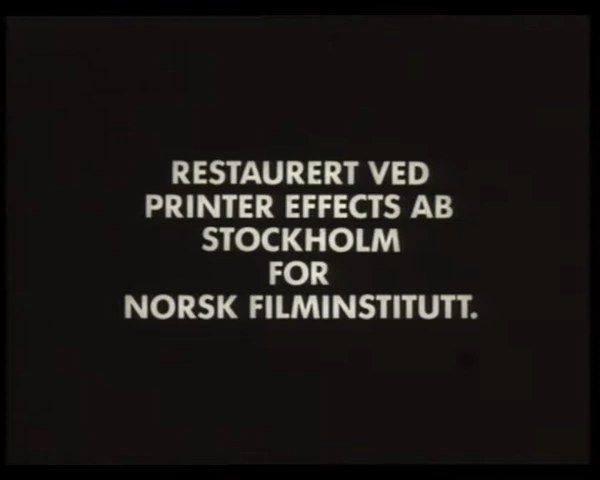 RESTAURERT VED
PRINTER EFFECTS AB
STOCKHOLM
FOR
NORSK FILMINSTITUTT.